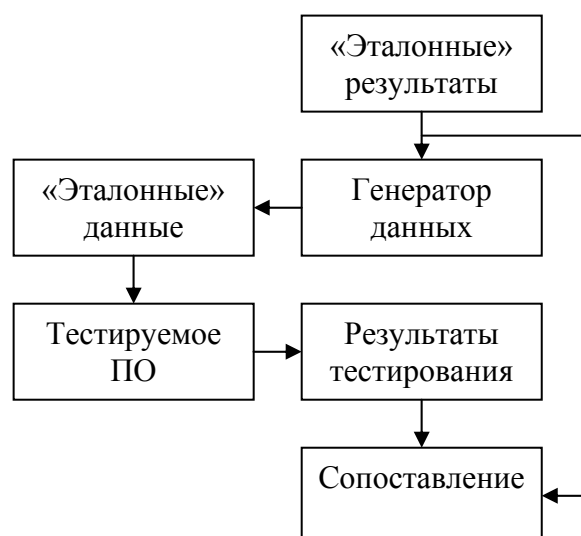 «Эталонные»
результаты
«Эталонные»
данные
Генератор
данных
Тестируемое
ПО
Результаты
тестирования
Сопоставление